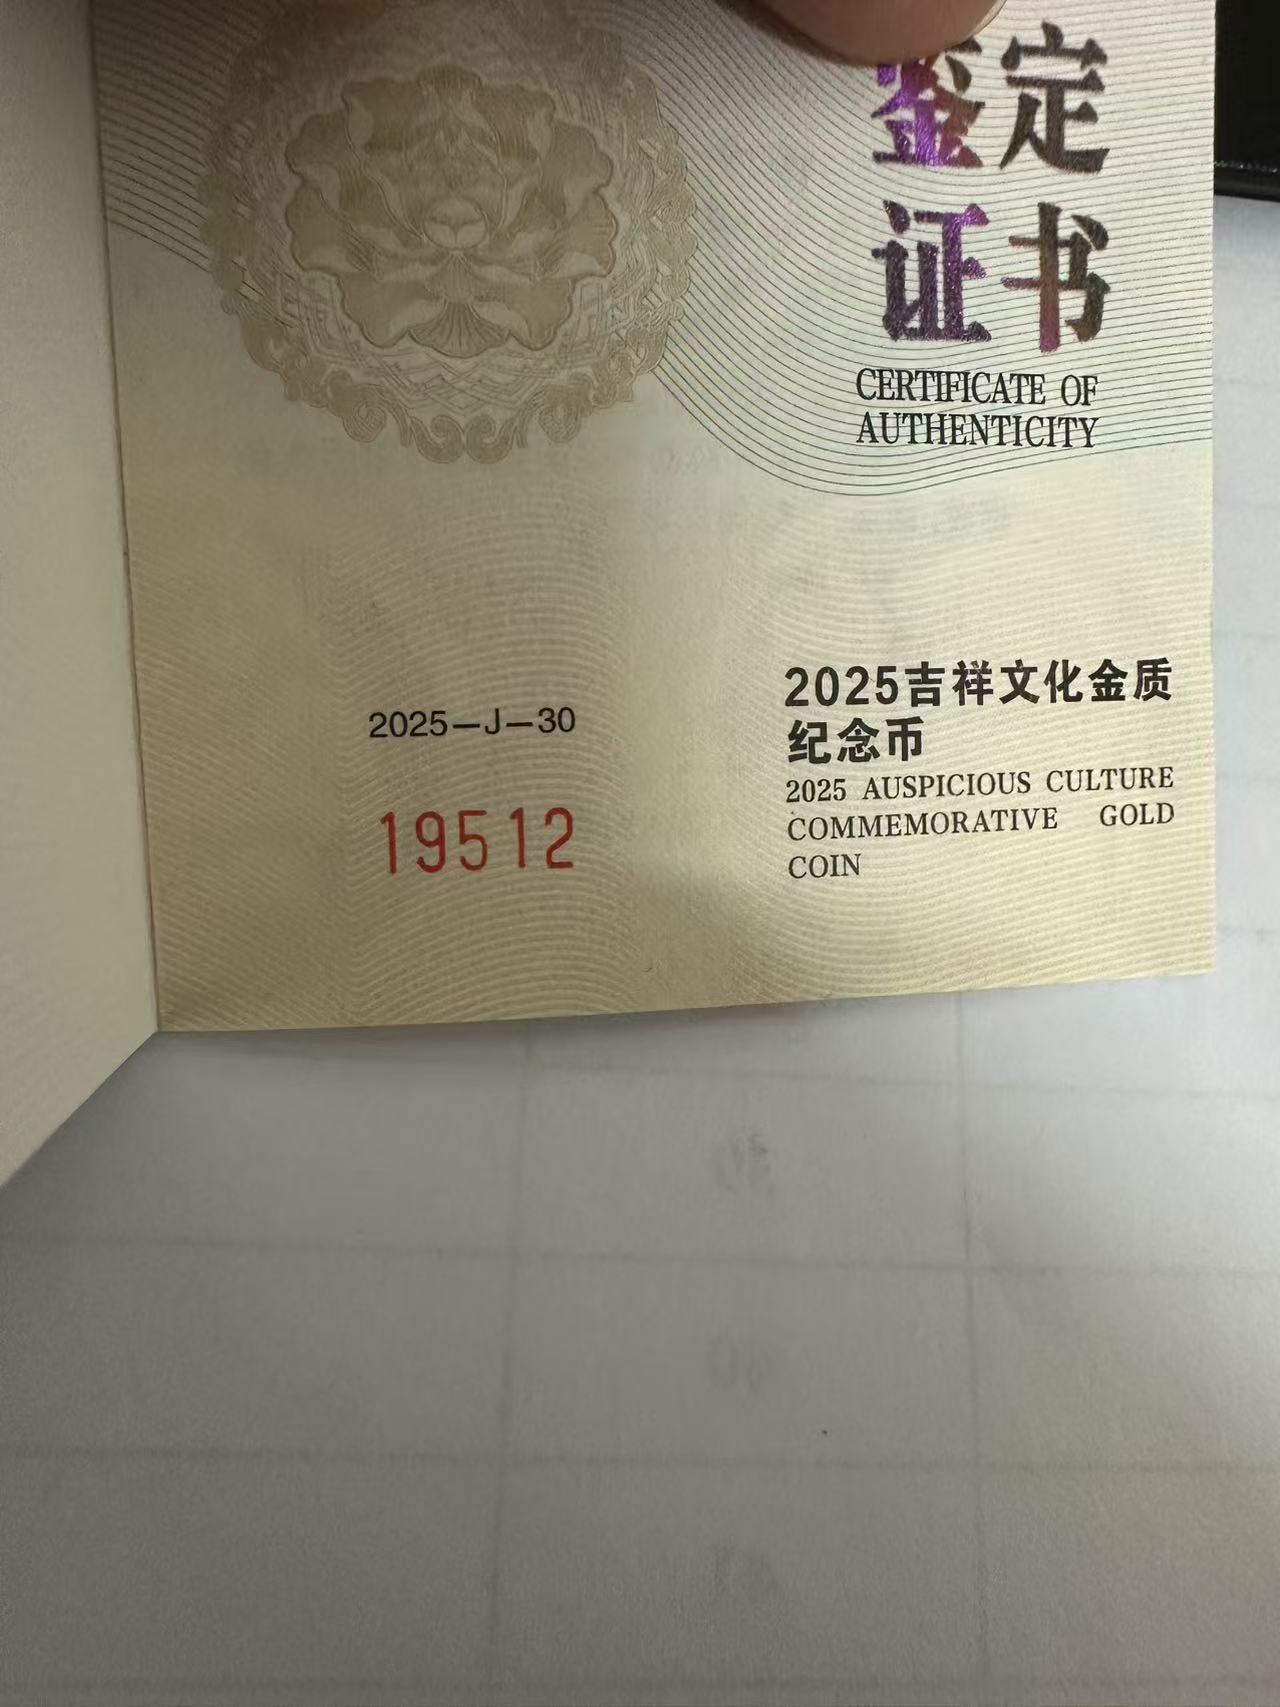 鉴定
证书
CERTIFICATE OF
AUTHENTICITY
2025吉祥文化金质
纪念币
2025 AUSPICIOUS CULTURE
COMMEMORATIVE GOLD
COIN
2025—J—30
19512